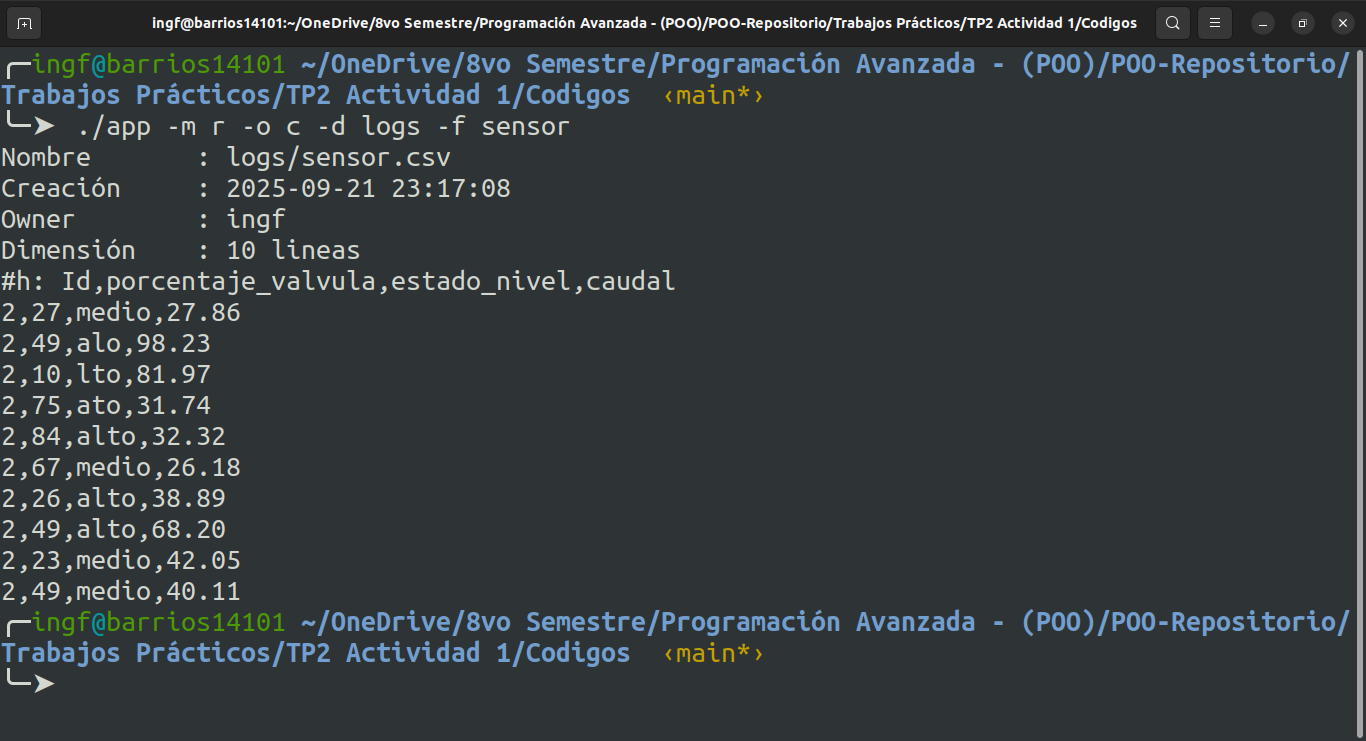 ingf@barrios14101:~/OneDrive/8vo Semestre/Programación Avanzada - (POO)/POO-Repositorio/Trabajos Prácticos/TP2 Actividad 1/Codigos
ingf@barrios14101 ~/OneDrive/8vo Semestre/Programación Avanzada - (POO)/POO-Repositorio/
Trabajos Prácticos/TP2 Actividad 1/Codigos  ‹main*›
╰─➤ ./app -m r -o c -d logs -f sensor
Nombre       : logs/sensor.csv
Creación     : 2025-09-21 23:17:08
Owner        : ingf
Dimensión    : 10 lineas
#h: Id,porcentaje_valvula,estado_nivel,caudal
2,27,medio,27.86
2,49,alo,98.23
2,10,lto,81.97
2,75,ato,31.74
2,84,alto,32.32
2,67,medio,26.18
2,26,alto,38.89
2,49,alto,68.20
2,23,medio,42.05
2,49,medio,40.11
ingf@barrios14101 ~/OneDrive/8vo Semestre/Programación Avanzada - (POO)/POO-Repositorio/
Trabajos Prácticos/TP2 Actividad 1/Codigos  ‹main*›
╰─➤